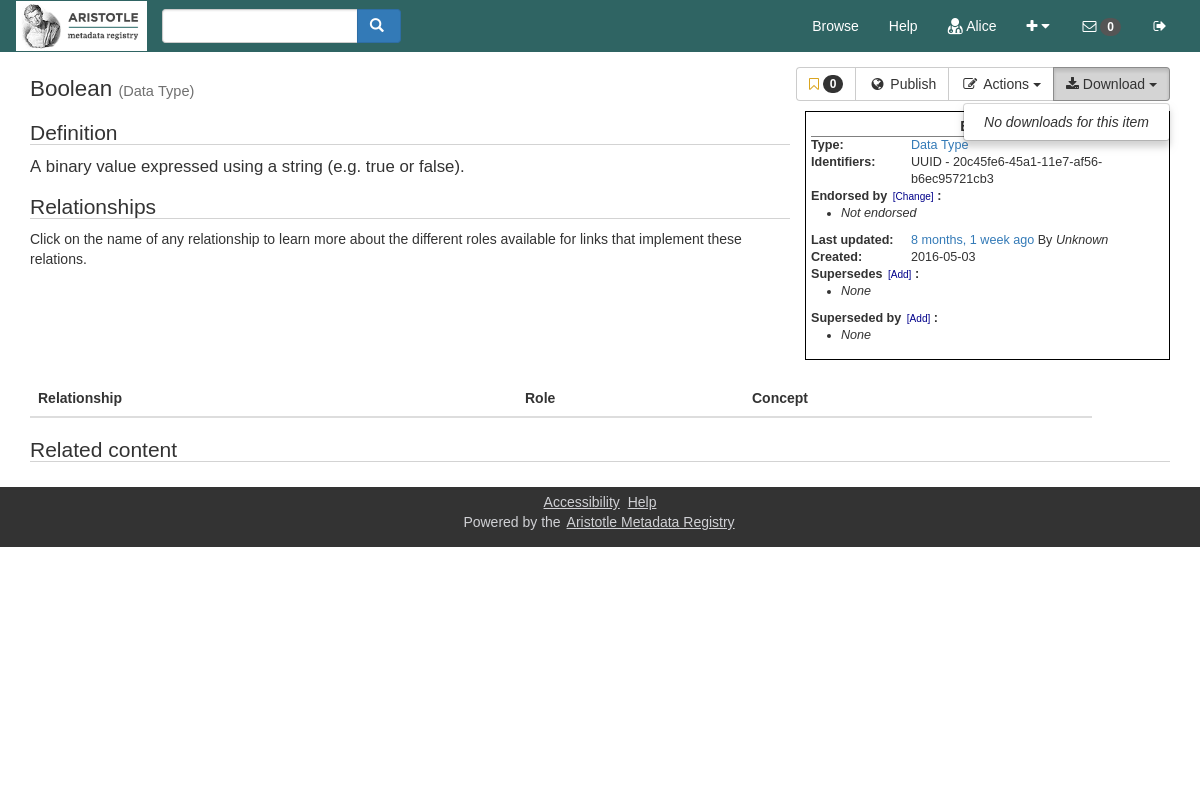 ARISTOTLE
metadata registry
Browse Help Alice 0
Boolean (Data Type)
0 Publish Actions Download
No downloads for this item
Definition
A binary value expressed using a string (e.g. true or false).
Relationships
Click on the name of any relationship to learn more about the different roles available for links that implement these
relations.
Type: Data Type
Identifiers: UUID - 20c45fe6-45a1-11e7-af56-
b6ec95721cb3
Endorsed by [Change] :
Not endorsed
Last updated: 8 months, 1 week ago By Unknown
Created: 2016-05-03
Supersedes [Add] :
None
Superseded by [Add] :
None
Relationship Role Concept
Related content
Accessibility Help
Powered by the Aristotle Metadata Registry